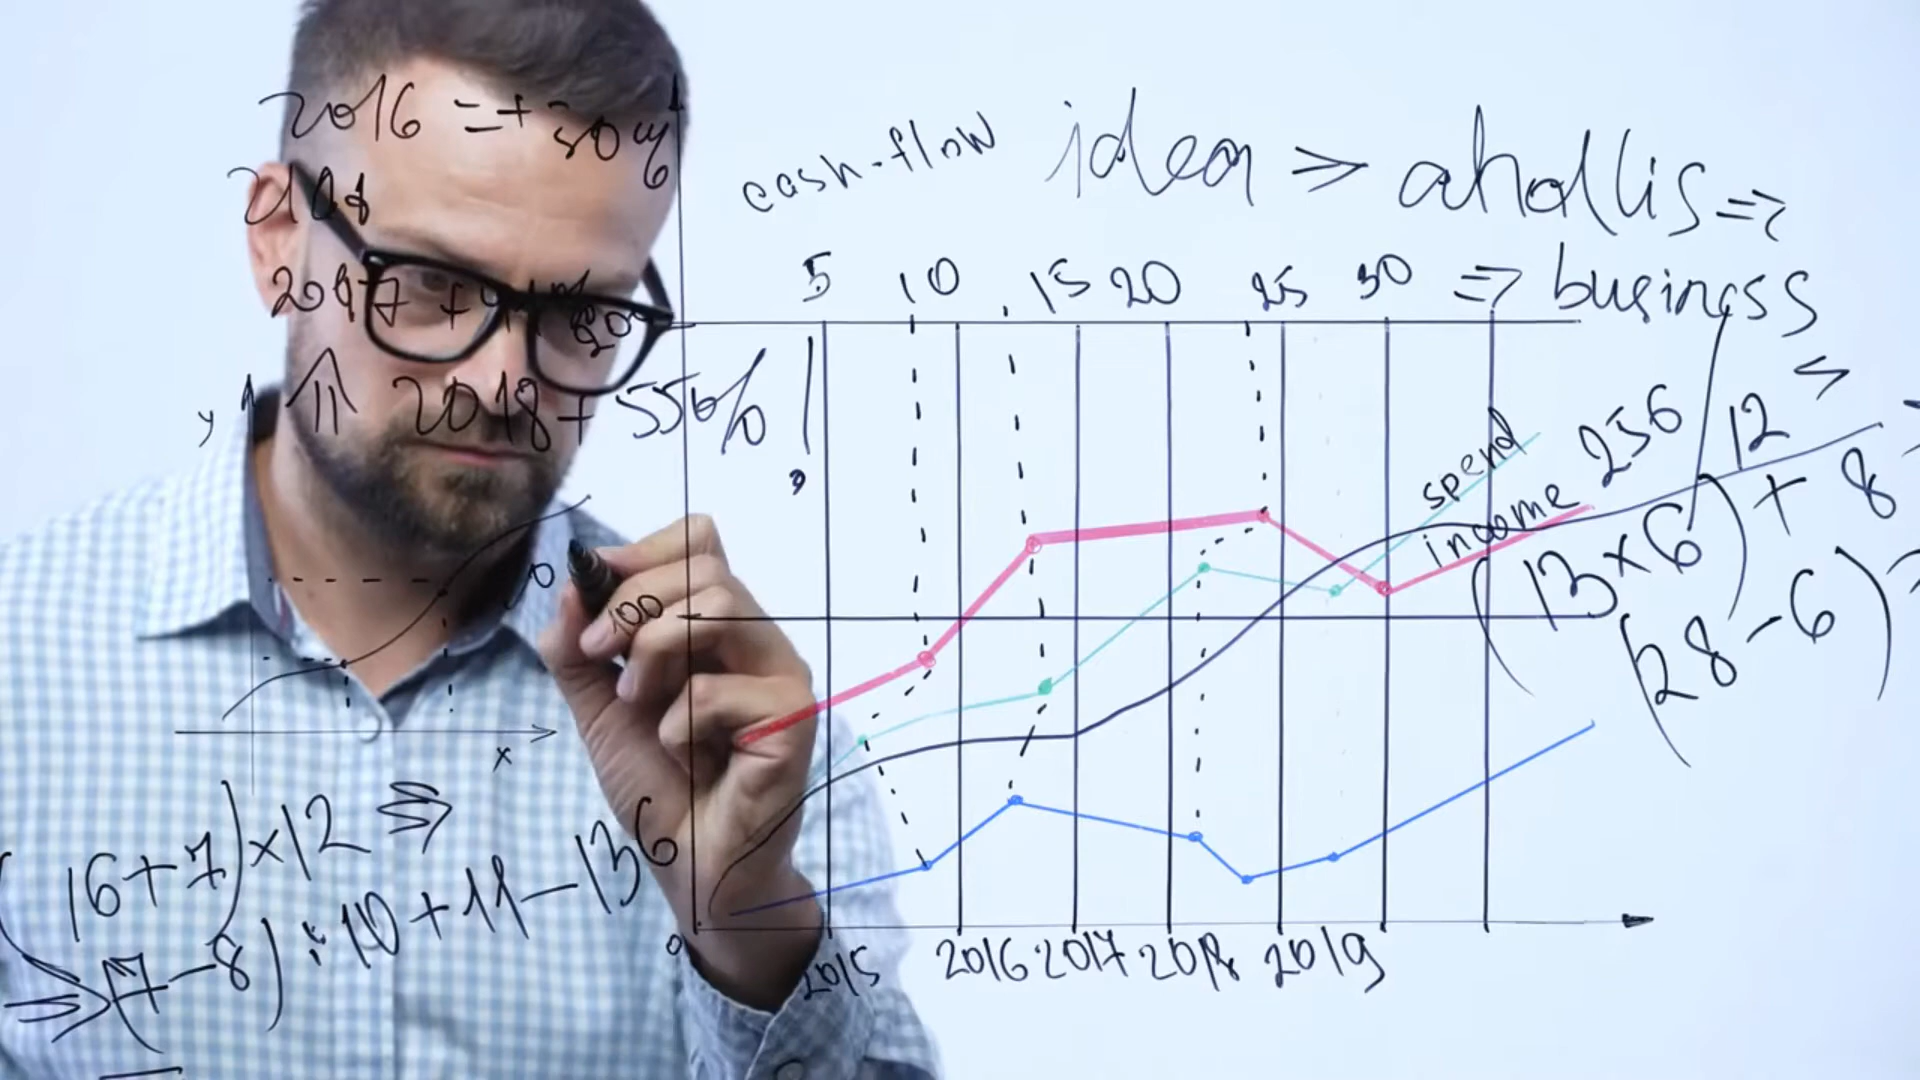 2016 =+30%
cash-flow idea > ahallis =>
2017 +
5 10 15 20 25 30 => business
y 2018+ 55%!
spend
256
12
income
(13×6)+8
(28-6)
100
x
(16+7)×12 =>
=>(7-8):10+11-136
0
2015 2016 2017 2018 2019